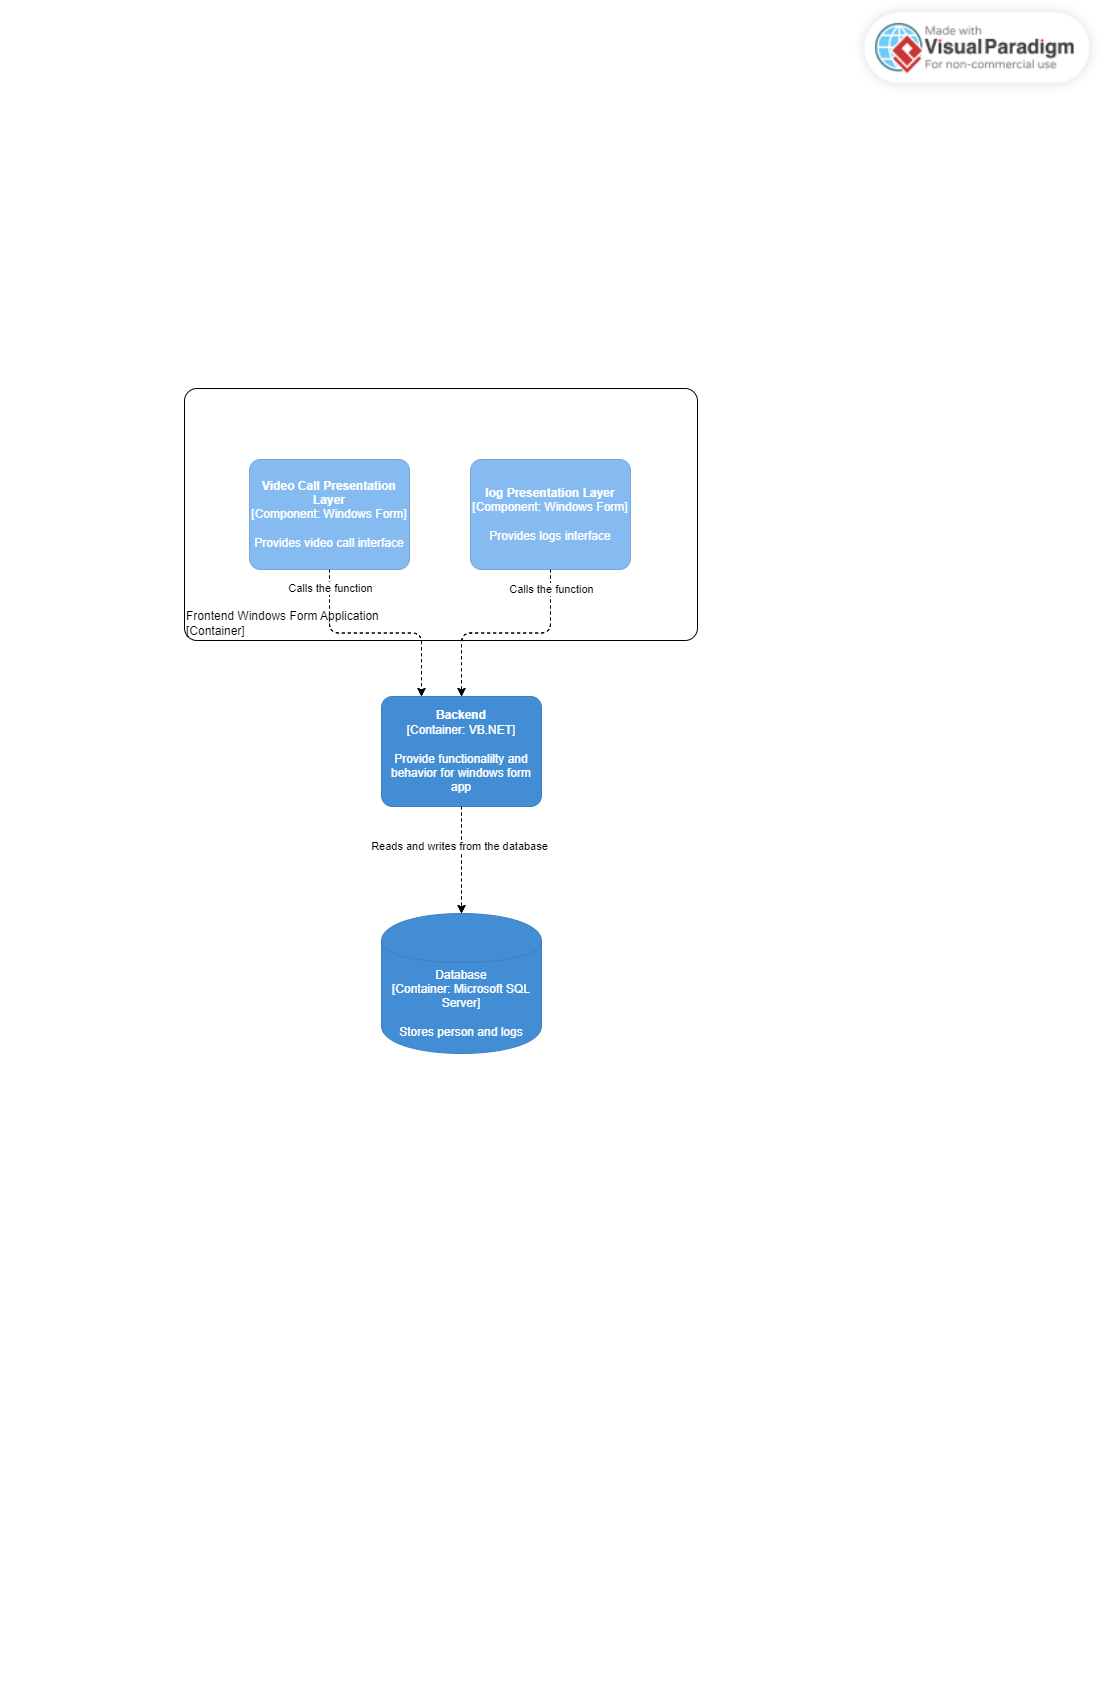 Made with
Visual Paradigm
For non-commercial use
Video Call Presentation
Layer
[Component: Windows Form]
Provides video call interface
log Presentation Layer
[Component: Windows Form]
Provides logs interface
Calls the function
Calls the function
Frontend Windows Form Application
[Container]
Backend
[Container: VB.NET]
Provide functionalilty and
behavior for windows form
app
Reads and writes from the database
Database
[Container: Microsoft SQL
Server]
Stores person and logs